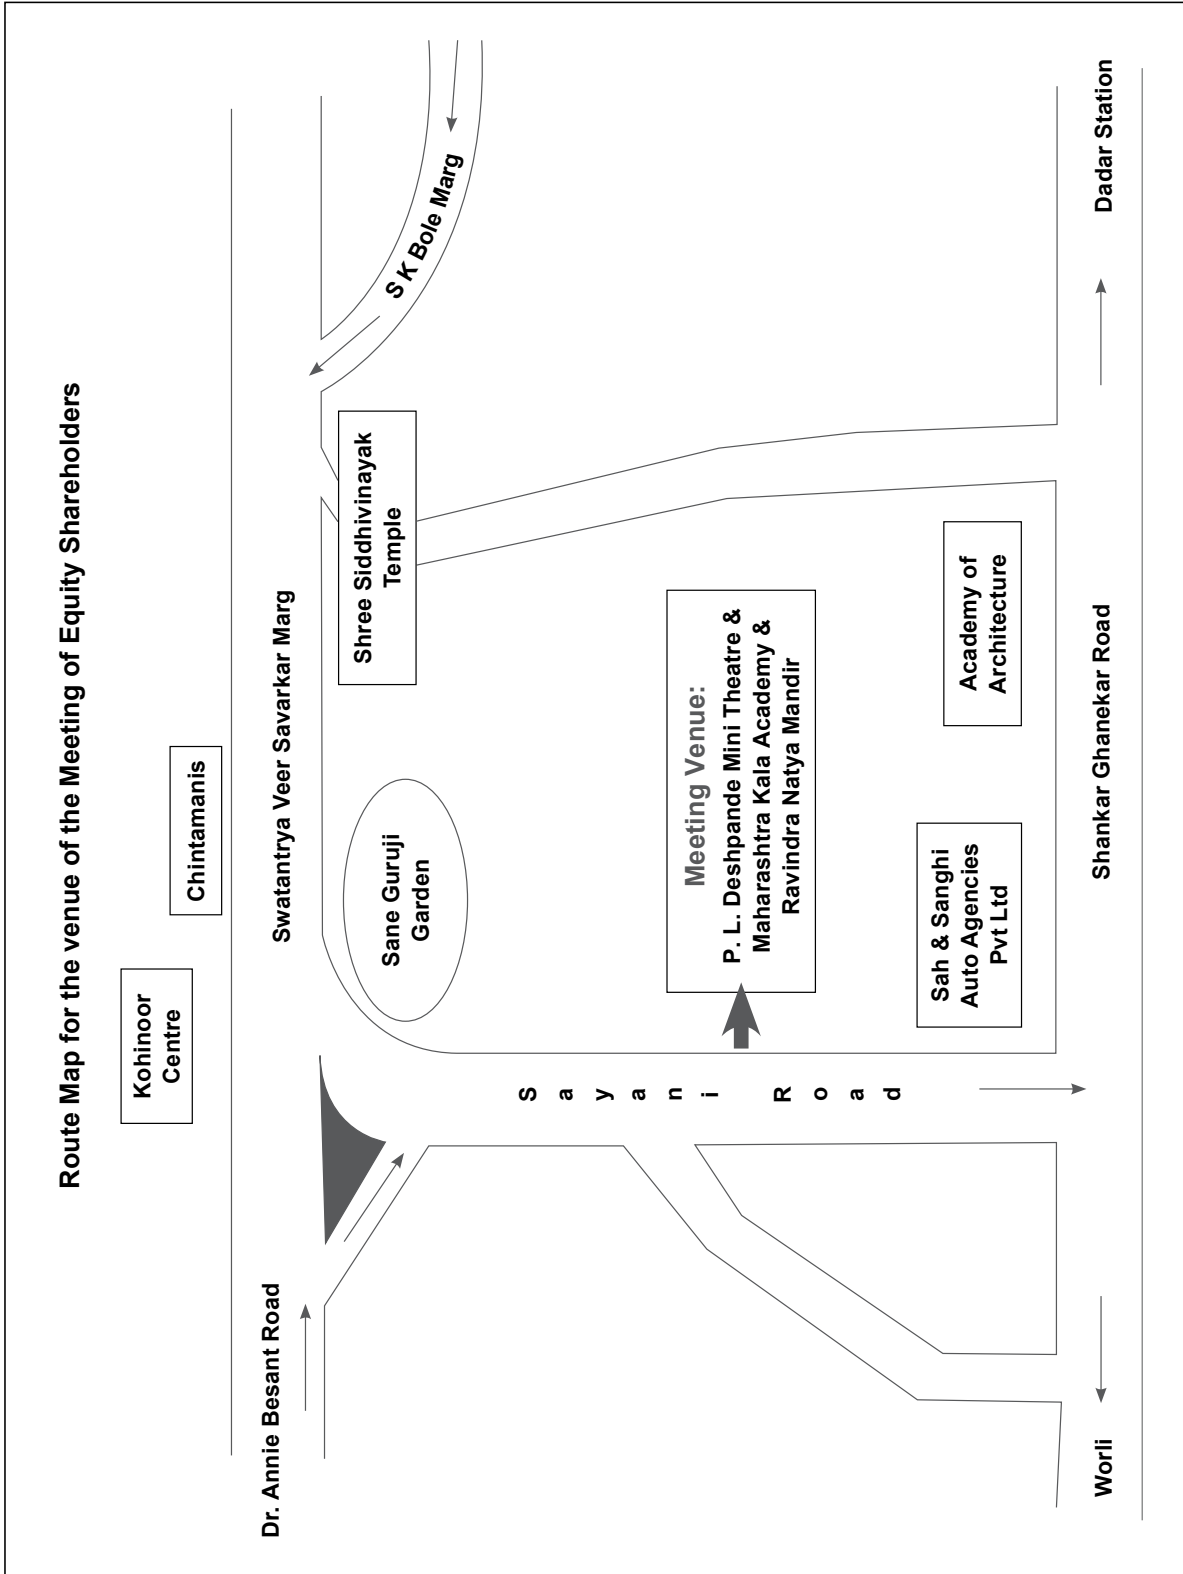 Route Map for the venue of the Meeting of Equity Shareholders
Kohinoor
Centre
Chintamanis
Dr. Annie Besant Road
Swatantrya Veer Savarkar Marg
S K Bole Marg
Sane Guruji
Garden
Shree Siddhivinayak
Temple
Sayani Road
Meeting Venue:
P. L. Deshpande Mini Theatre &
Maharashtra Kala Academy &
Ravindra Natya Mandir
Sah & Sanghi
Auto Agencies
Pvt Ltd
Academy of
Architecture
Worli
Shankar Ghanekar Road
Dadar Station